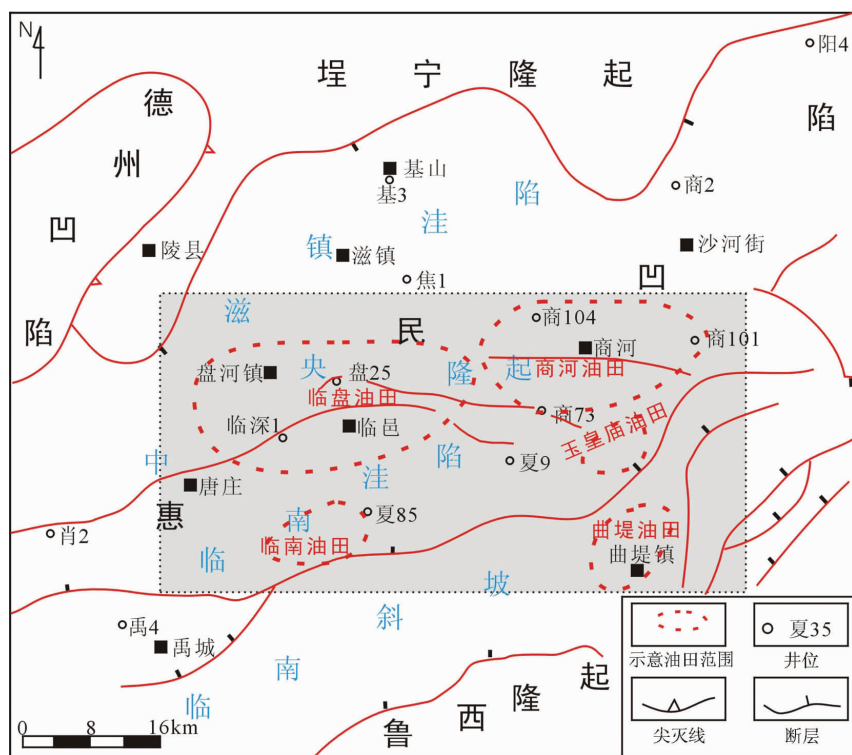 N
阳4
埕宁隆起
德州凹陷
陷
基山
基3
商2
滋镇洼陷
沙河街
陵县
滋镇
凹
焦1
商104
民
商101
商河
盘河镇
中央隆起
盘25
商河油田
临盘油田
商73
临深1
临邑
玉皇庙油田
夏9
唐庄
惠
临南洼陷
夏85
肖2
曲堤油田
临南油田
曲堤镇
临南斜坡
禹4
禹城
鲁西隆起
0 8 16km
夏35
示意油田范围
井位
尖灭线
断层